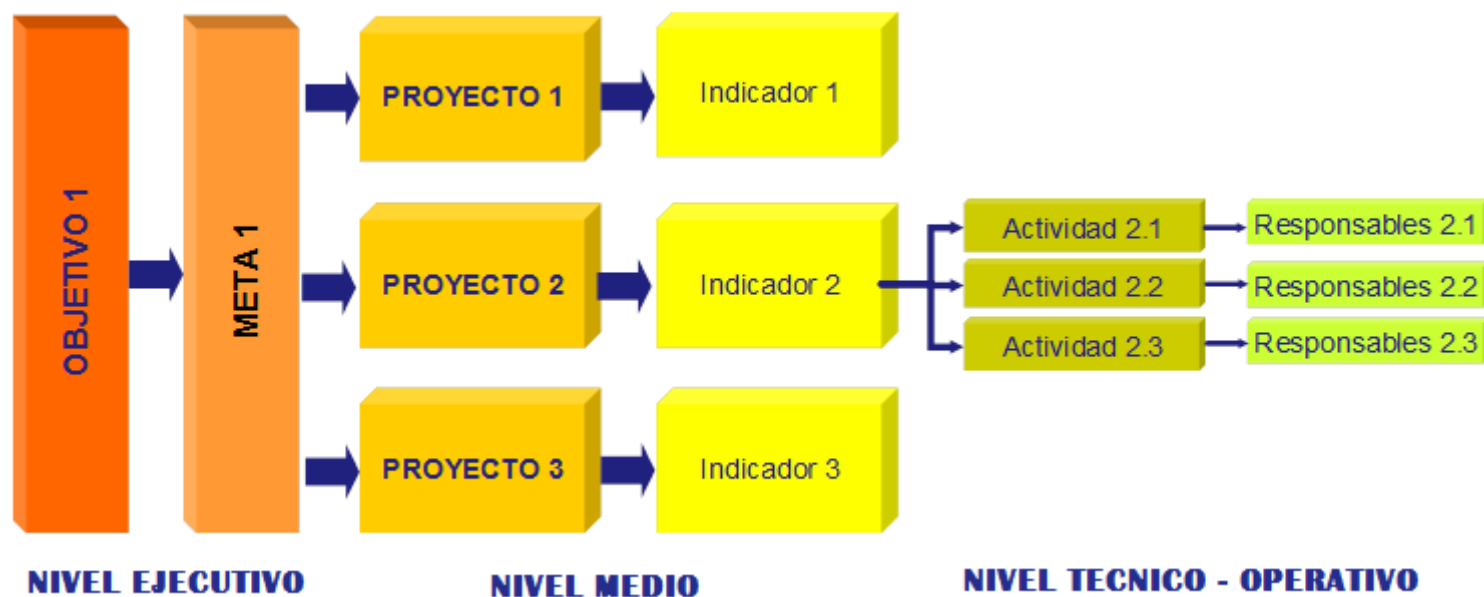 OBJETIVO 1
META 1
PROYECTO 1
Indicador 1
PROYECTO 2
Indicador 2
Actividad 2.1
Responsables 2.1
Actividad 2.2
Responsables 2.2
Actividad 2.3
Responsables 2.3
PROYECTO 3
Indicador 3
NIVEL EJECUTIVO
NIVEL MEDIO
NIVEL TECNICO - OPERATIVO